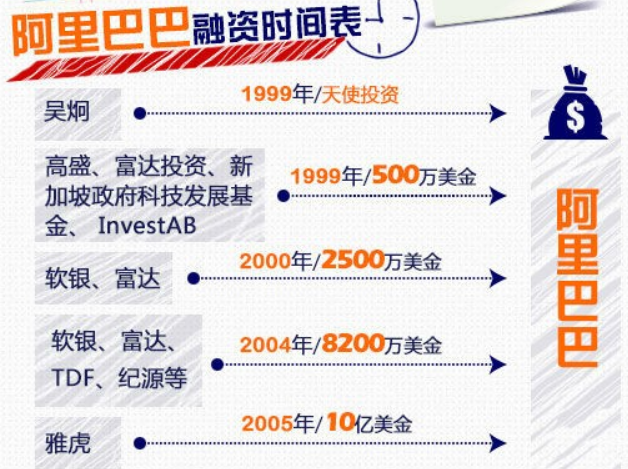 阿里巴巴融资时间表
吴炯
1999年/天使投资
高盛、富达投资、新
加坡政府科技发展基
金、 InvestAB
1999年/500万美金
软银、富达
2000年/2500万美金
软银、富达、
TDF、纪源等
2004年/8200万美金
雅虎
2005年/10亿美金
$
阿里巴巴